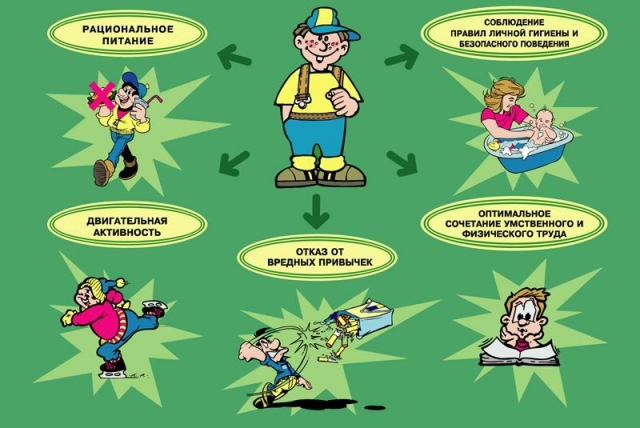 РАЦИОНАЛЬНОЕ
ПИТАНИЕ
СОБЛЮДЕНИЕ
ПРАВИЛ ЛИЧНОЙ ГИГИЕНЫ И
БЕЗОПАСНОГО ПОВЕДЕНИЯ
ДВИГАТЕЛЬНАЯ
АКТИВНОСТЬ
ОТКАЗ ОТ
ВРЕДНЫХ ПРИВЫЧЕК
ОПТИМАЛЬНОЕ
СОЧЕТАНИЕ УМСТВЕННОГО И
ФИЗИЧЕСКОГО ТРУДА